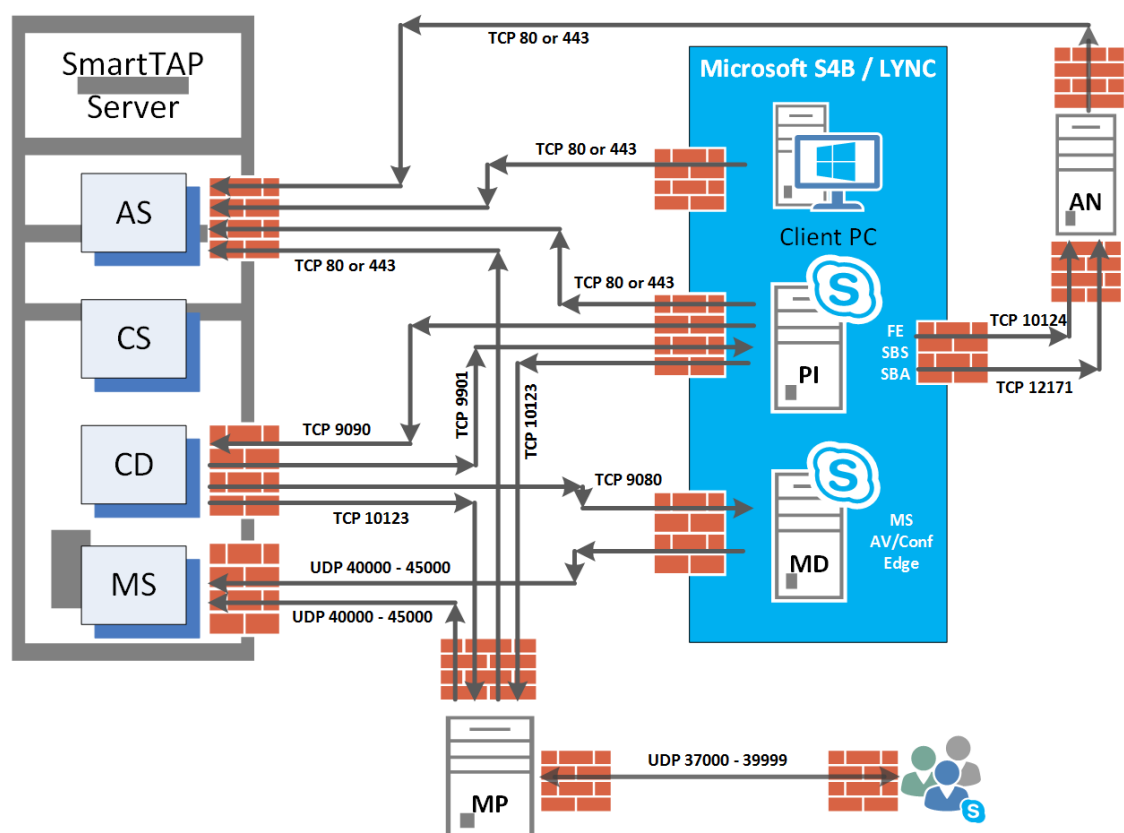 TCP 80 or 443
SmartTAP
Server
Microsoft S4B / LYNC
AS
TCP 80 or 443
AN
Client PC
TCP 80 or 443
TCP 80 or 443
CS
S
PI
FE
SBS
SBA
TCP 10124
TCP 12171
TCP 9901
TCP 10123
TCP 9090
CD
TCP 9080
S
TCP 10123
MS
AV/Conf
Edge
MD
MS
UDP 40000 - 45000
UDP 40000 - 45000
UDP 37000 - 39999
MP
S